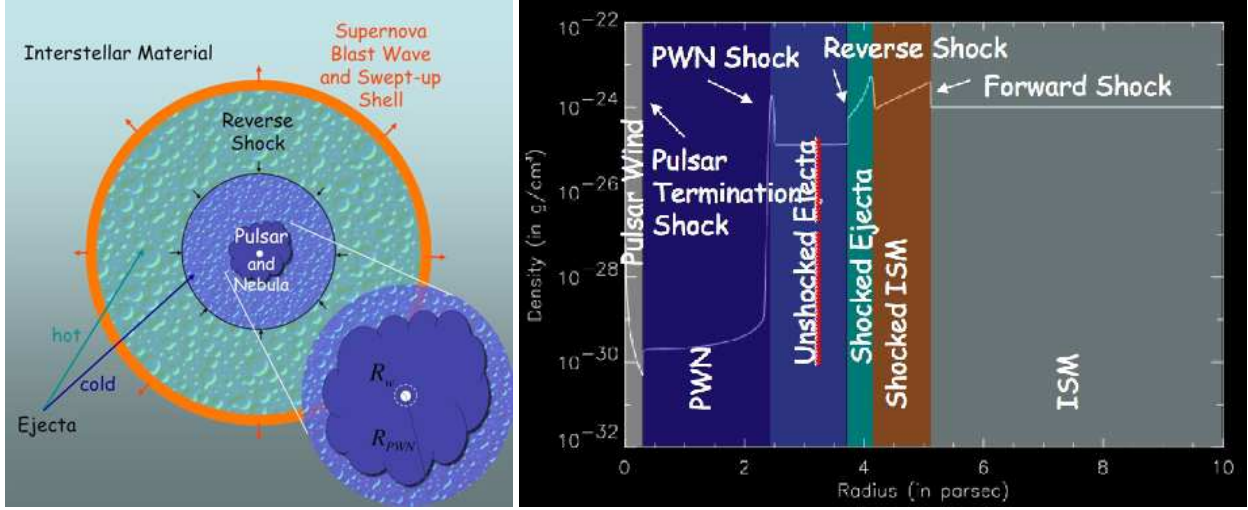 Interstellar Material
Supernova
Blast Wave
and Swept-up
Shell
Reverse
Shock
Pulsar
and
Nebula
hot
cold
Ejecta
R_w
R_PWN
Density (in g/cm³)
10⁻²²
10⁻²⁴
10⁻²⁶
10⁻²⁸
10⁻³⁰
10⁻³²
Pulsar Wind
PWN Shock
Reverse Shock
Forward Shock
Pulsar
Termination
Shock
PWN
Unshocked Ejecta
Shocked Ejecta
Shocked ISM
ISM
0 2 4 6 8 10
Radius (in parsec)